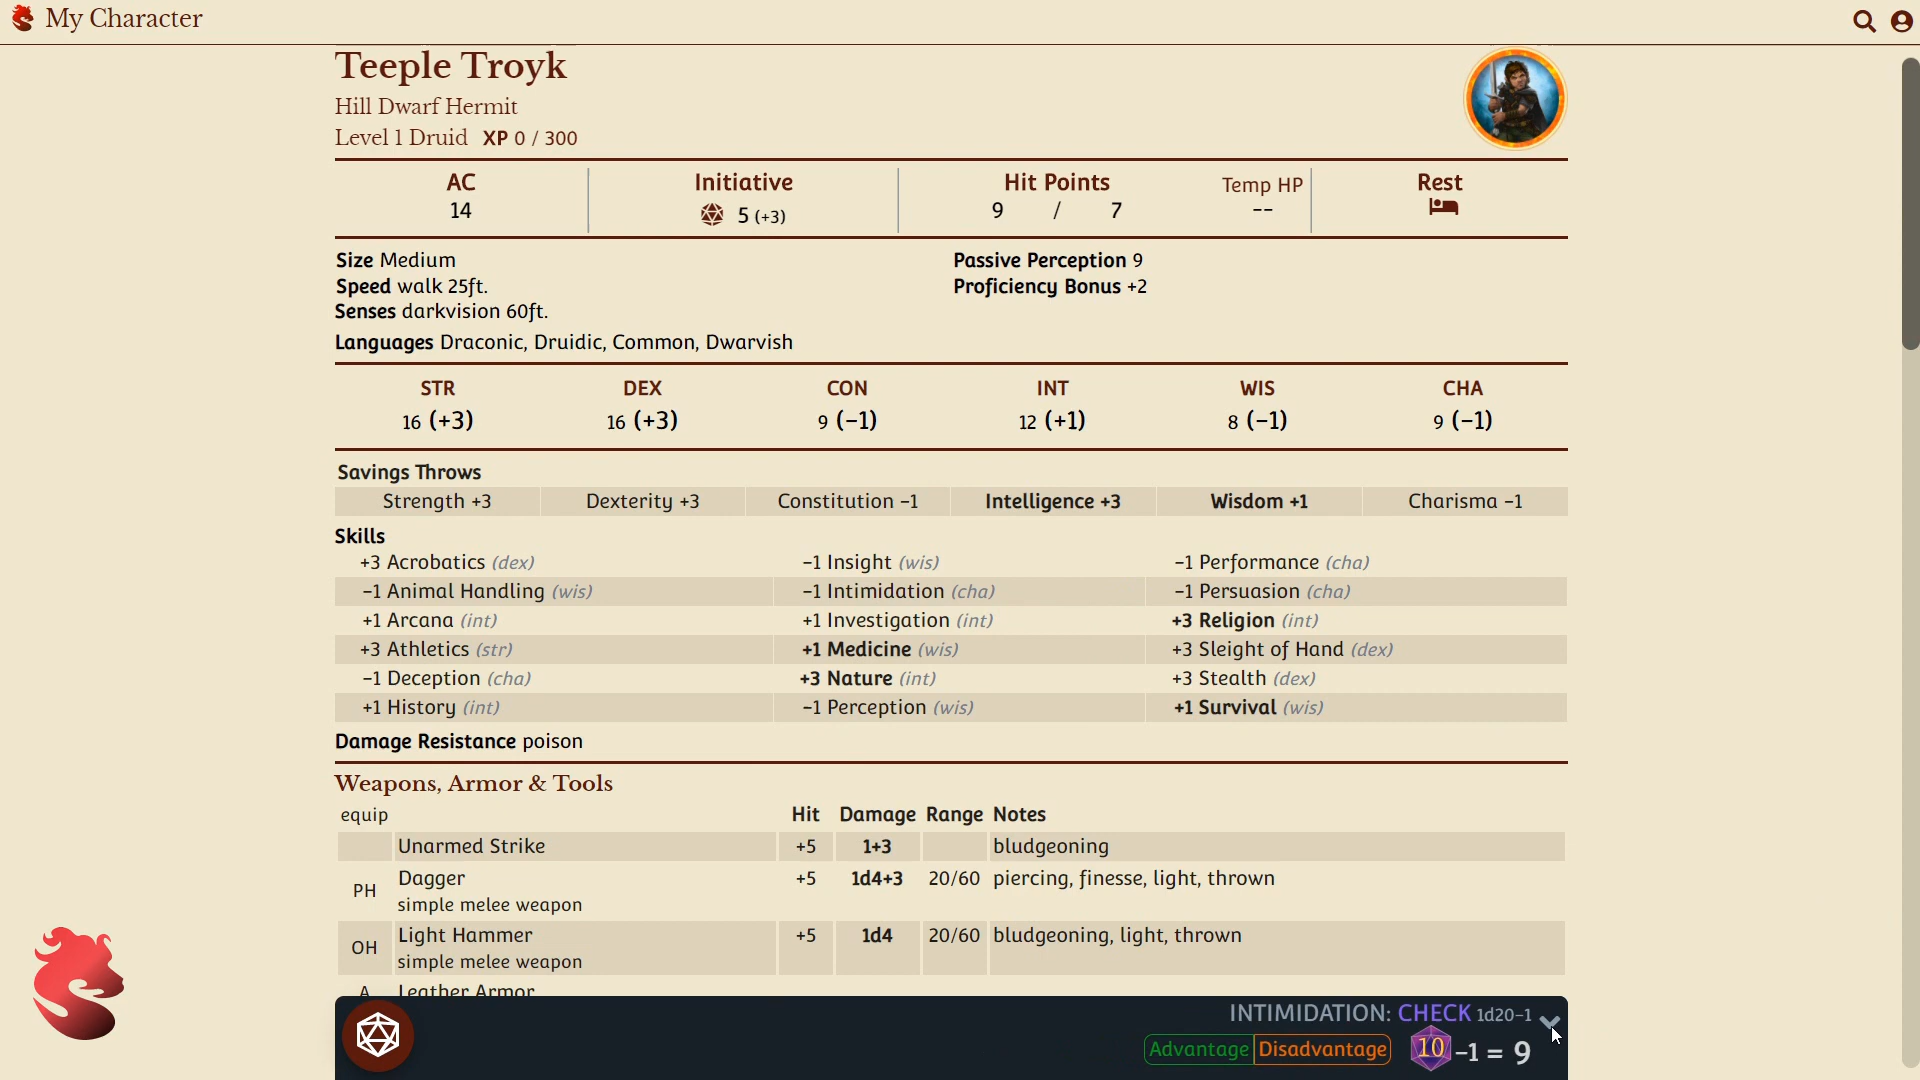 My Character
Teeple Troyk
Hill Dwarf Hermit
Level 1 Druid XP 0 / 300
AC Initiative Hit Points Temp HP Rest
14 5 (+3) 9 / 7 --
Size Medium Passive Perception 9
Speed walk 25ft. Proficiency Bonus +2
Senses darkvision 60ft.
Languages Draconic, Druidic, Common, Dwarvish
STR DEX CON INT WIS CHA
16 (+3) 16 (+3) 9 (−1) 12 (+1) 8 (−1) 9 (−1)
Savings Throws
Strength +3 Dexterity +3 Constitution −1 Intelligence +3 Wisdom +1 Charisma −1
Skills
+3 Acrobatics (dex) −1 Insight (wis) −1 Performance (cha)
−1 Animal Handling (wis) −1 Intimidation (cha) −1 Persuasion (cha)
+1 Arcana (int) +1 Investigation (int) +3 Religion (int)
+3 Athletics (str) +1 Medicine (wis) +3 Sleight of Hand (dex)
−1 Deception (cha) +3 Nature (int) +3 Stealth (dex)
+1 History (int) −1 Perception (wis) +1 Survival (wis)
Damage Resistance poison
Weapons, Armor & Tools
equip Hit Damage Range Notes
Unarmed Strike +5 1+3 bludgeoning
PH Dagger +5 1d4+3 20/60 piercing, finesse, light, thrown
simple melee weapon
OH Light Hammer +5 1d4 20/60 bludgeoning, light, thrown
simple melee weapon
A Leather Armor
INTIMIDATION: CHECK 1d20−1
Advantage Disadvantage 10 −1 = 9